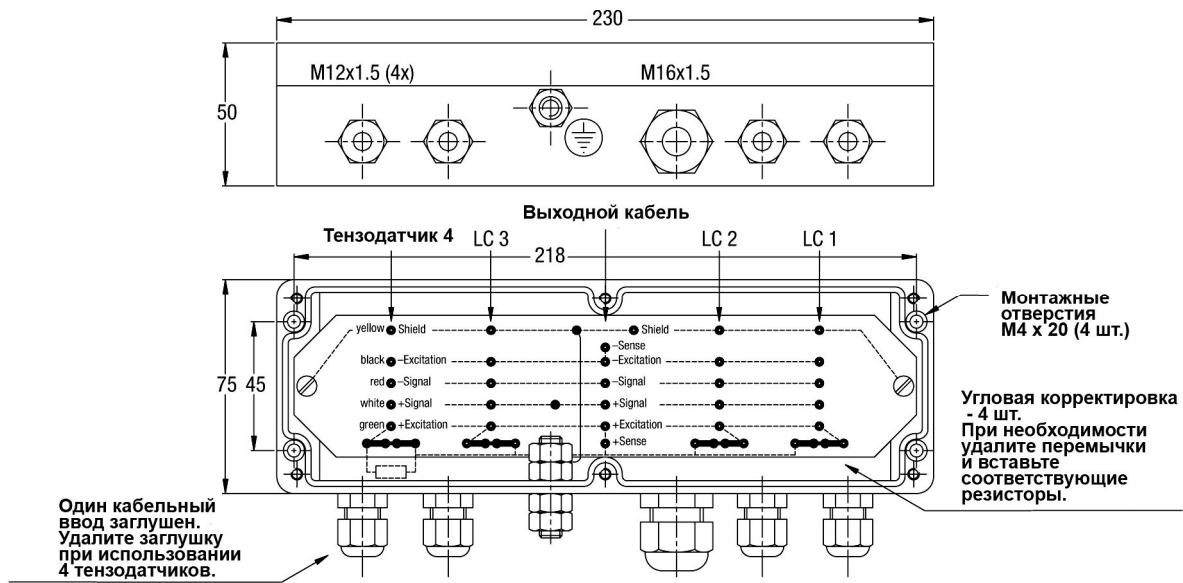 230
M12x1.5 (4x)
M16x1.5
50
Выходной кабель
Тензодатчик 4
LC 3
LC 2
LC 1
218
Монтажные
отверстия
M4 x 20 (4 шт.)
yellow Shield
Shield
-Sense
black -Excitation
-Excitation
red -Signal
-Signal
white +Signal
+Signal
green +Excitation
+Excitation
+Sense
75
45
Угловая корректировка
- 4 шт.
При необходимости
удалите перемычки
и вставьте
соответствующие
резисторы.
Один кабельный
ввод заглушен.
Удалите заглушку
при использовании
4 тензодатчиков.